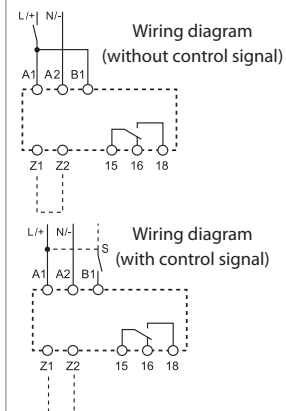 L/+ N/-
Wiring diagram
(without control signal)
A1 A2 B1
Z1 Z2 15 16 18
L/+ N/-
Wiring diagram
S
(with control signal)
A1 A2 B1
Z1 Z2 15 16 18